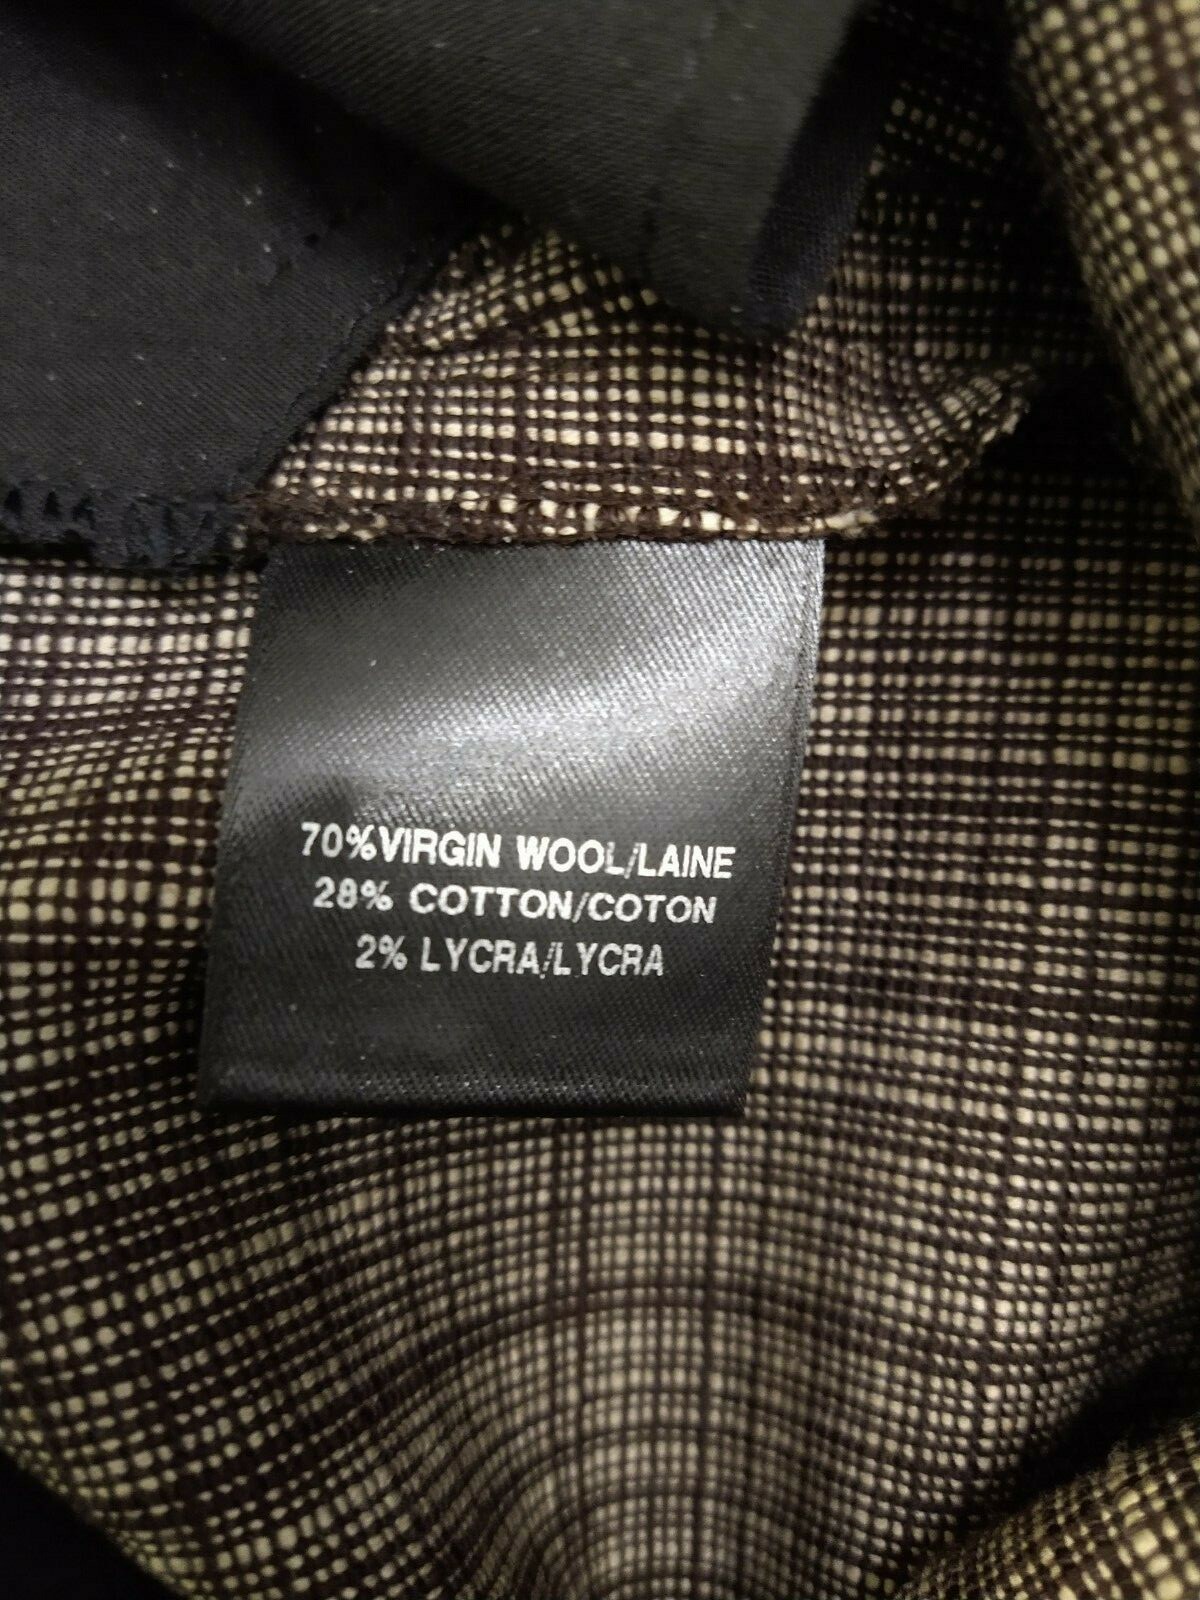 70%VIRGIN WOOL/LAINE
28% COTTON/COTON
2% LYCRA/LYCRA